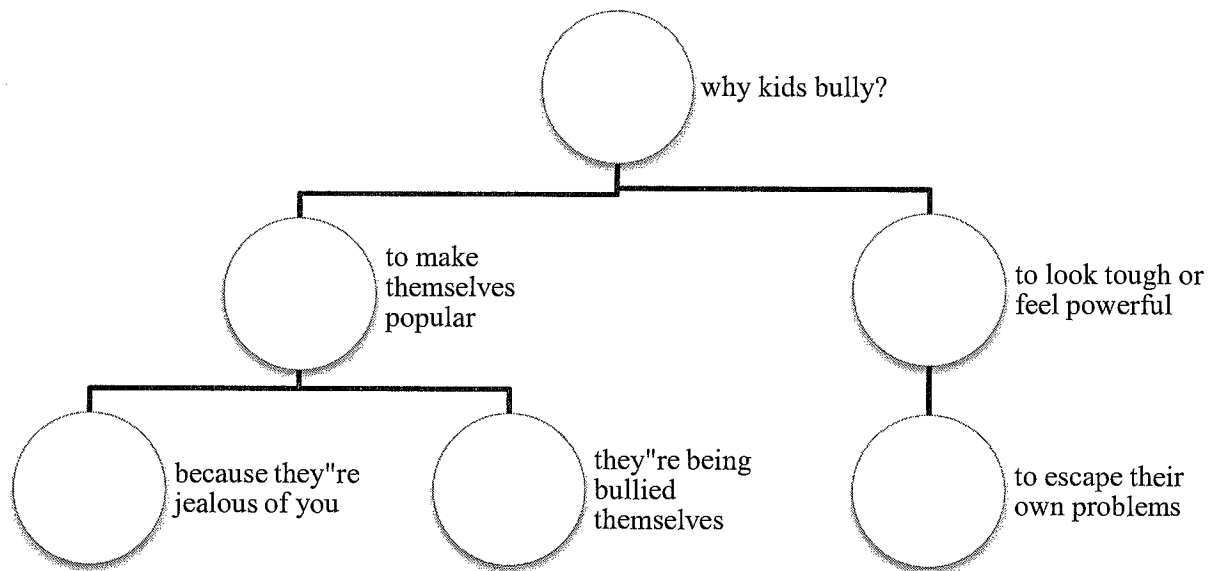 why kids bully?
to make
themselves
popular
to look tough or
feel powerful
because they"re
jealous of you
they"re being
bullied
themselves
to escape their
own problems